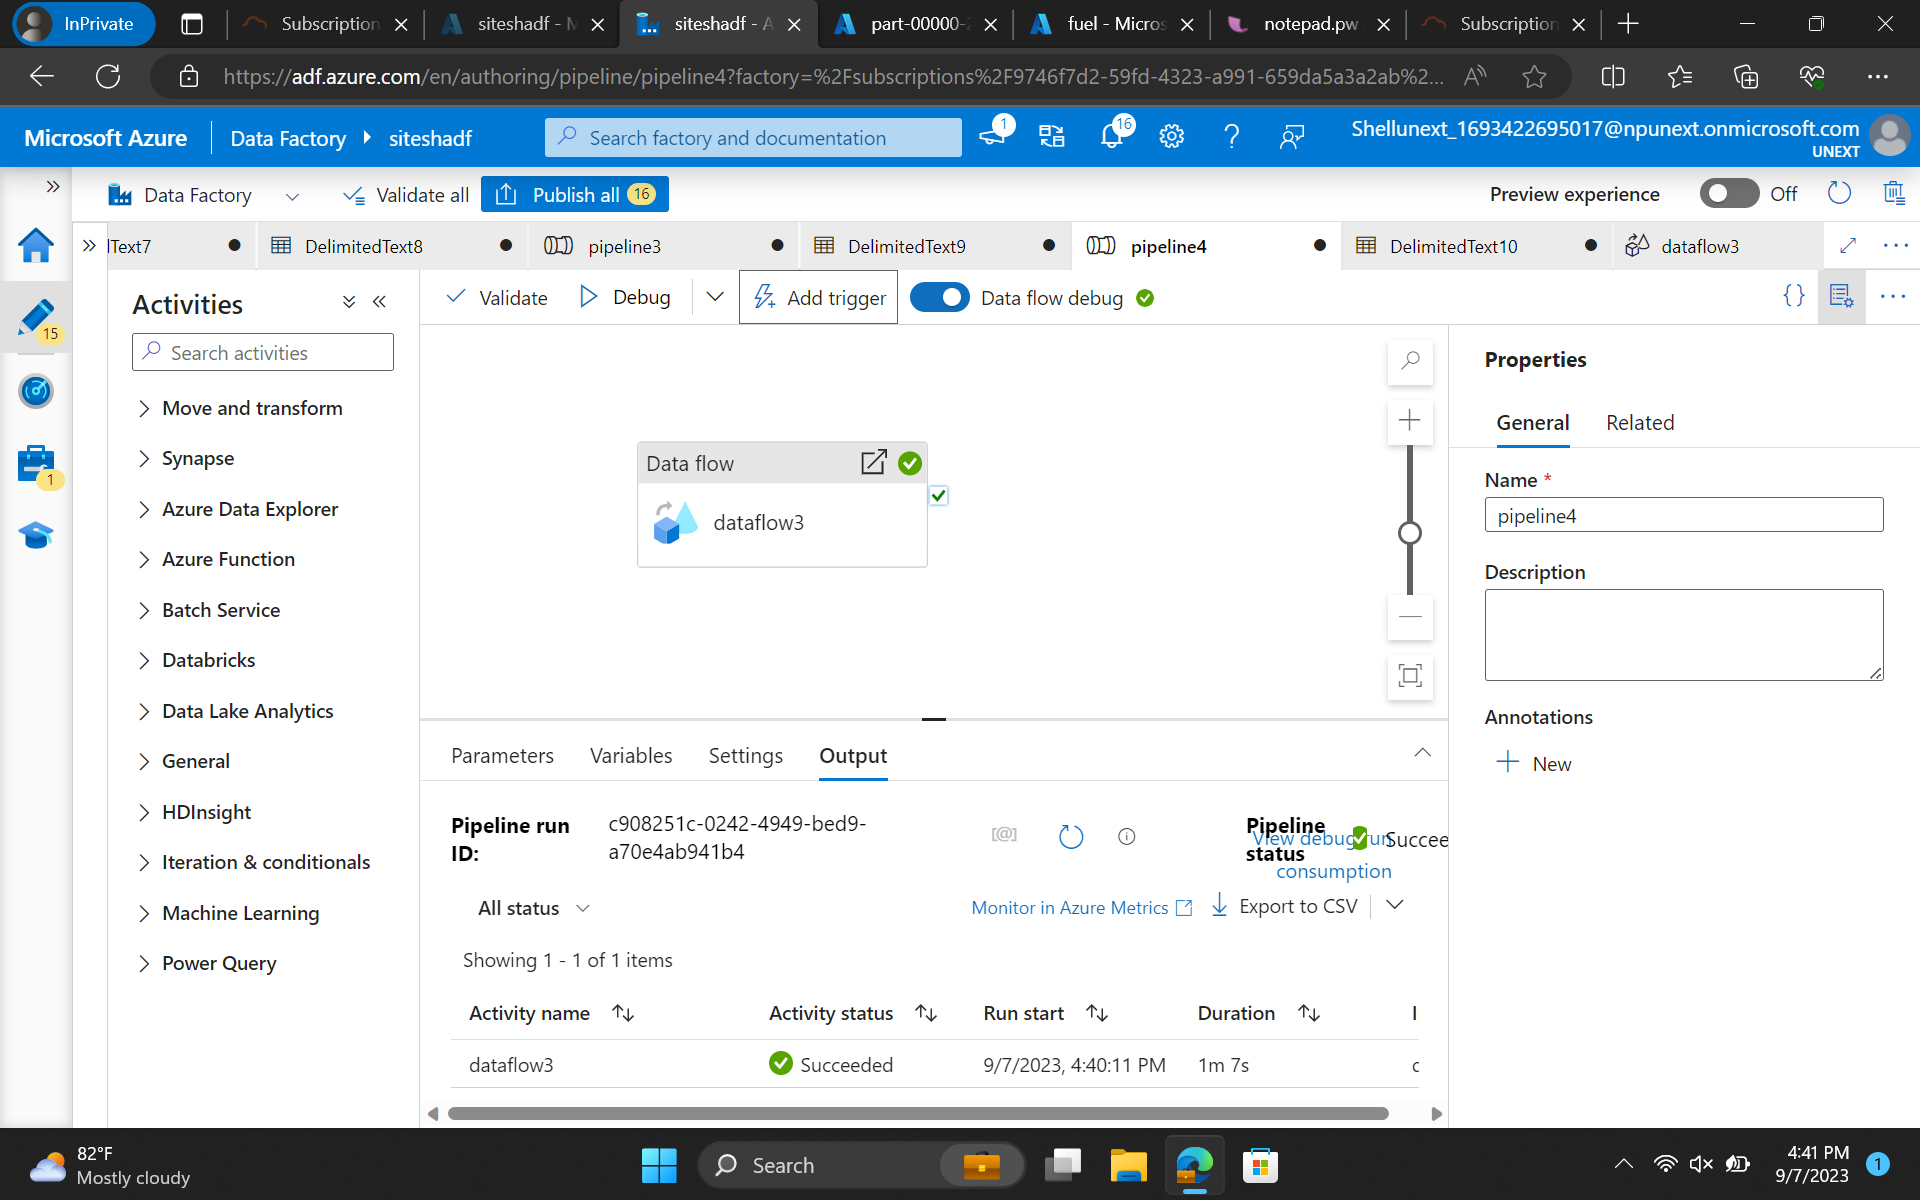 InPrivate
Subscription
siteshadf - M
siteshadf - A
part-00000-2
fuel - Micros
notepad.pw
Subscription
https://adf.azure.com/en/authoring/pipeline/pipeline4?factory=%2Fsubscriptions%2F9746f7d2-59fd-4323-a991-659da5a3a2ab%2...
Microsoft Azure
Data Factory
siteshadf
Search factory and documentation
1
16
Shellunext_1693422695017@npunext.onmicrosoft.com
UNEXT
Data Factory
Validate all
Publish all 16
Preview experience
Off
lText7
DelimitedText8
pipeline3
DelimitedText9
pipeline4
DelimitedText10
dataflow3
15
1
Activities
Search activities
Move and transform
Synapse
Azure Data Explorer
Azure Function
Batch Service
Databricks
Data Lake Analytics
General
HDInsight
Iteration & conditionals
Machine Learning
Power Query
Validate
Debug
Add trigger
Data flow debug
Data flow
dataflow3
Parameters
Variables
Settings
Output
Pipeline run ID:
c908251c-0242-4949-bed9-
a70e4ab941b4
Pipeline status
Succee
View debug run
consumption
All status
Monitor in Azure Metrics
Export to CSV
Showing 1 - 1 of 1 items
Activity name
Activity status
Run start
Duration
dataflow3
Succeeded
9/7/2023, 4:40:11 PM
1m 7s
Properties
General
Related
Name *
pipeline4
Description
Annotations
New
82°F
Mostly cloudy
Search
4:41 PM
9/7/2023
1